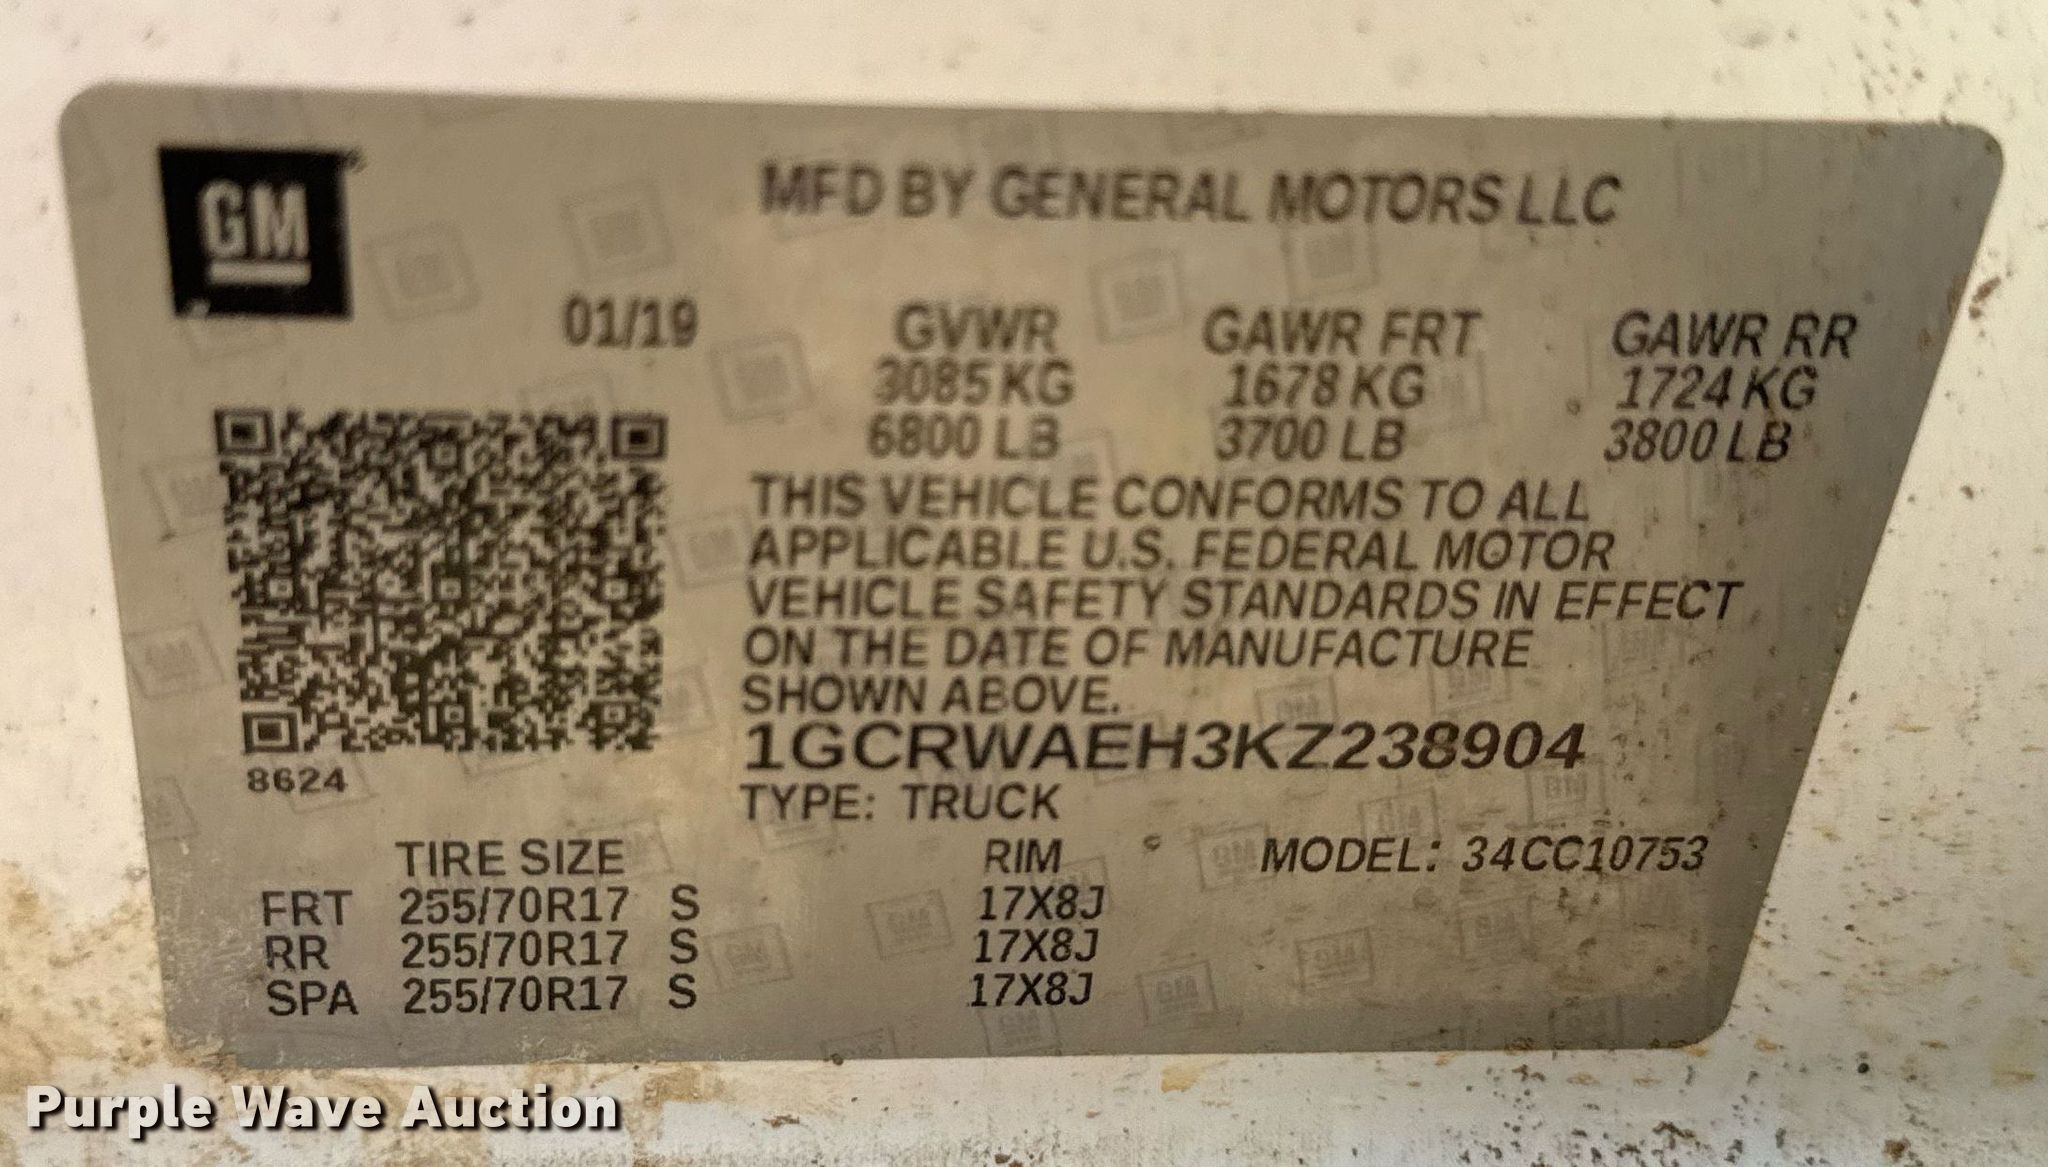 GM
MFD BY GENERAL MOTORS LLC
01/19
GVWR GAWR FRT GAWR RR
3085 KG 1678 KG 1724 KG
6800 LB 3700 LB 3800 LB
THIS VEHICLE CONFORMS TO ALL
APPLICABLE U.S. FEDERAL MOTOR
VEHICLE SAFETY STANDARDS IN EFFECT
ON THE DATE OF MANUFACTURE
SHOWN ABOVE.
1GCRWAEH3KZ238904
8624
TYPE: TRUCK
TIRE SIZE RIM MODEL: 34CC10753
FRT 255/70R17 S 17X8J
RR 255/70R17 S 17X8J
SPA 255/70R17 S 17X8J
Purple Wave Auction